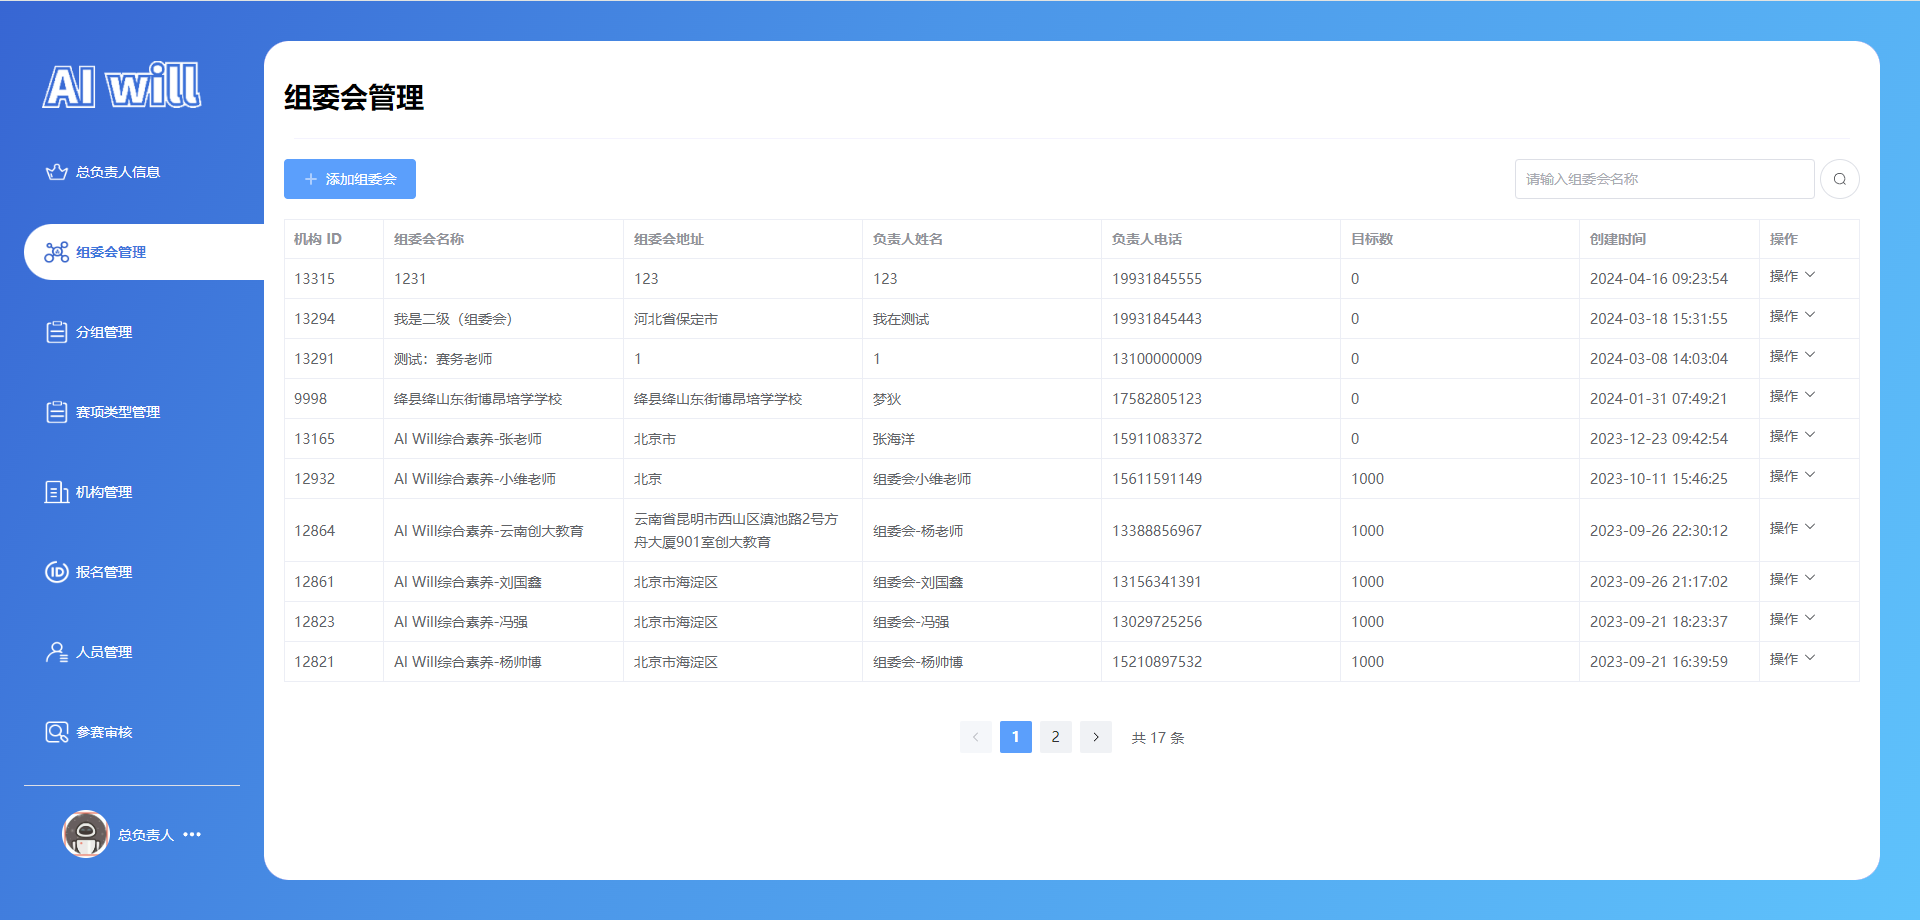 AI will
总负责人信息
组委会管理
分组管理
赛项类型管理
机构管理
报名管理
人员管理
参赛审核
总负责人 •••
组委会管理
+ 添加组委会
请输入组委会名称
机构 ID 组委会名称 组委会地址 负责人姓名 负责人电话 目标数 创建时间 操作
13315 1231 123 123 19931845555 0 2024-04-16 09:23:54 操作
13294 我是二级（组委会） 河北省保定市 我在测试 19931845443 0 2024-03-18 15:31:55 操作
13291 测试：赛务老师 1 1 13100000009 0 2024-03-08 14:03:04 操作
9998 绛县绛山东街博昂培学学校 绛县绛山东街博昂培学学校 梦狄 17582805123 0 2024-01-31 07:49:21 操作
13165 AI Will综合素养-张老师 北京市 张海洋 15911083372 0 2023-12-23 09:42:54 操作
12932 AI Will综合素养-小维老师 北京 组委会小维老师 15611591149 1000 2023-10-11 15:46:25 操作
12864 AI Will综合素养-云南创大教育 云南省昆明市西山区滇池路2号方 组委会-杨老师 13388856967 1000 2023-09-26 22:30:12 操作
舟大厦901室创大教育
12861 AI Will综合素养-刘国鑫 北京市海淀区 组委会-刘国鑫 13156341391 1000 2023-09-26 21:17:02 操作
12823 AI Will综合素养-冯强 北京市海淀区 组委会-冯强 13029725256 1000 2023-09-21 18:23:37 操作
12821 AI Will综合素养-杨帅博 北京市海淀区 组委会-杨帅博 15210897532 1000 2023-09-21 16:39:59 操作
< 1 2 > 共 17 条